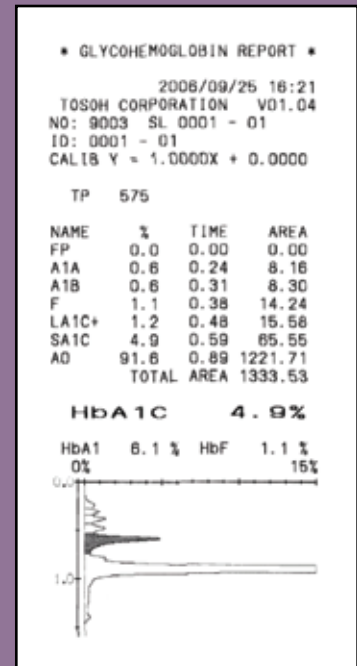 * GLYCOHEMOGLOBIN REPORT *
2006/09/25 16:21
TOSOH CORPORATION V01.04
NO: 9003 SL 0001 - 01
ID: 0001 - 01
CALIB Y = 1.0000X + 0.0000
TP 575
NAME % TIME AREA
FP 0.0 0.00 0.00
A1A 0.6 0.24 8.16
A1B 0.6 0.31 8.30
F 1.1 0.38 14.24
LA1C+ 1.2 0.48 15.58
SA1C 4.9 0.59 65.55
A0 91.6 0.89 1221.71
TOTAL AREA 1333.53
HbA1C 4.9%
HbA1 6.1 % HbF 1.1 %
0% 15%
0.0
1.0